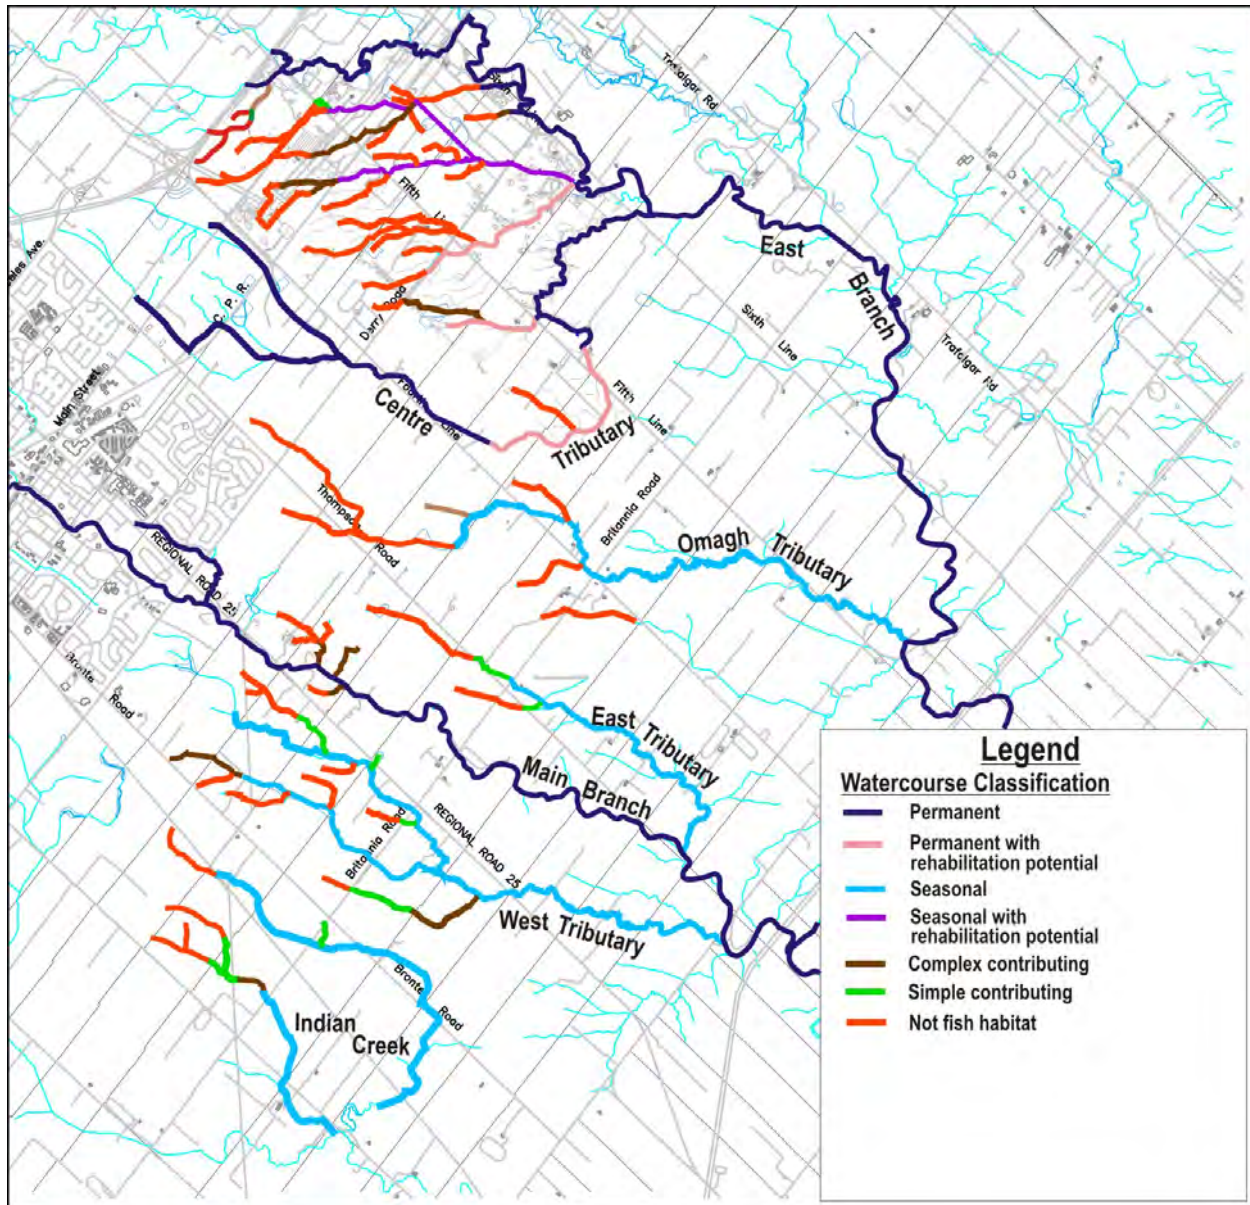 Trafalgar Rd
Fifth
East
Branch
Sixth
Line
Trafalgar Rd
C. P. R.
Main Street
Fourth
Line
Centre
Tributary
Fifth
Line
Thompson
Road
Britannia Road
Omagh Tributary
REGIONAL ROAD 25
Bronte
Road
East Tributary
Main Branch
Britannia Road
REGIONAL ROAD 25
West Tributary
Bronte
Road
Indian
Creek
Legend
Watercourse Classification
Permanent
Permanent with
rehabilitation potential
Seasonal
Seasonal with
rehabilitation potential
Complex contributing
Simple contributing
Not fish habitat